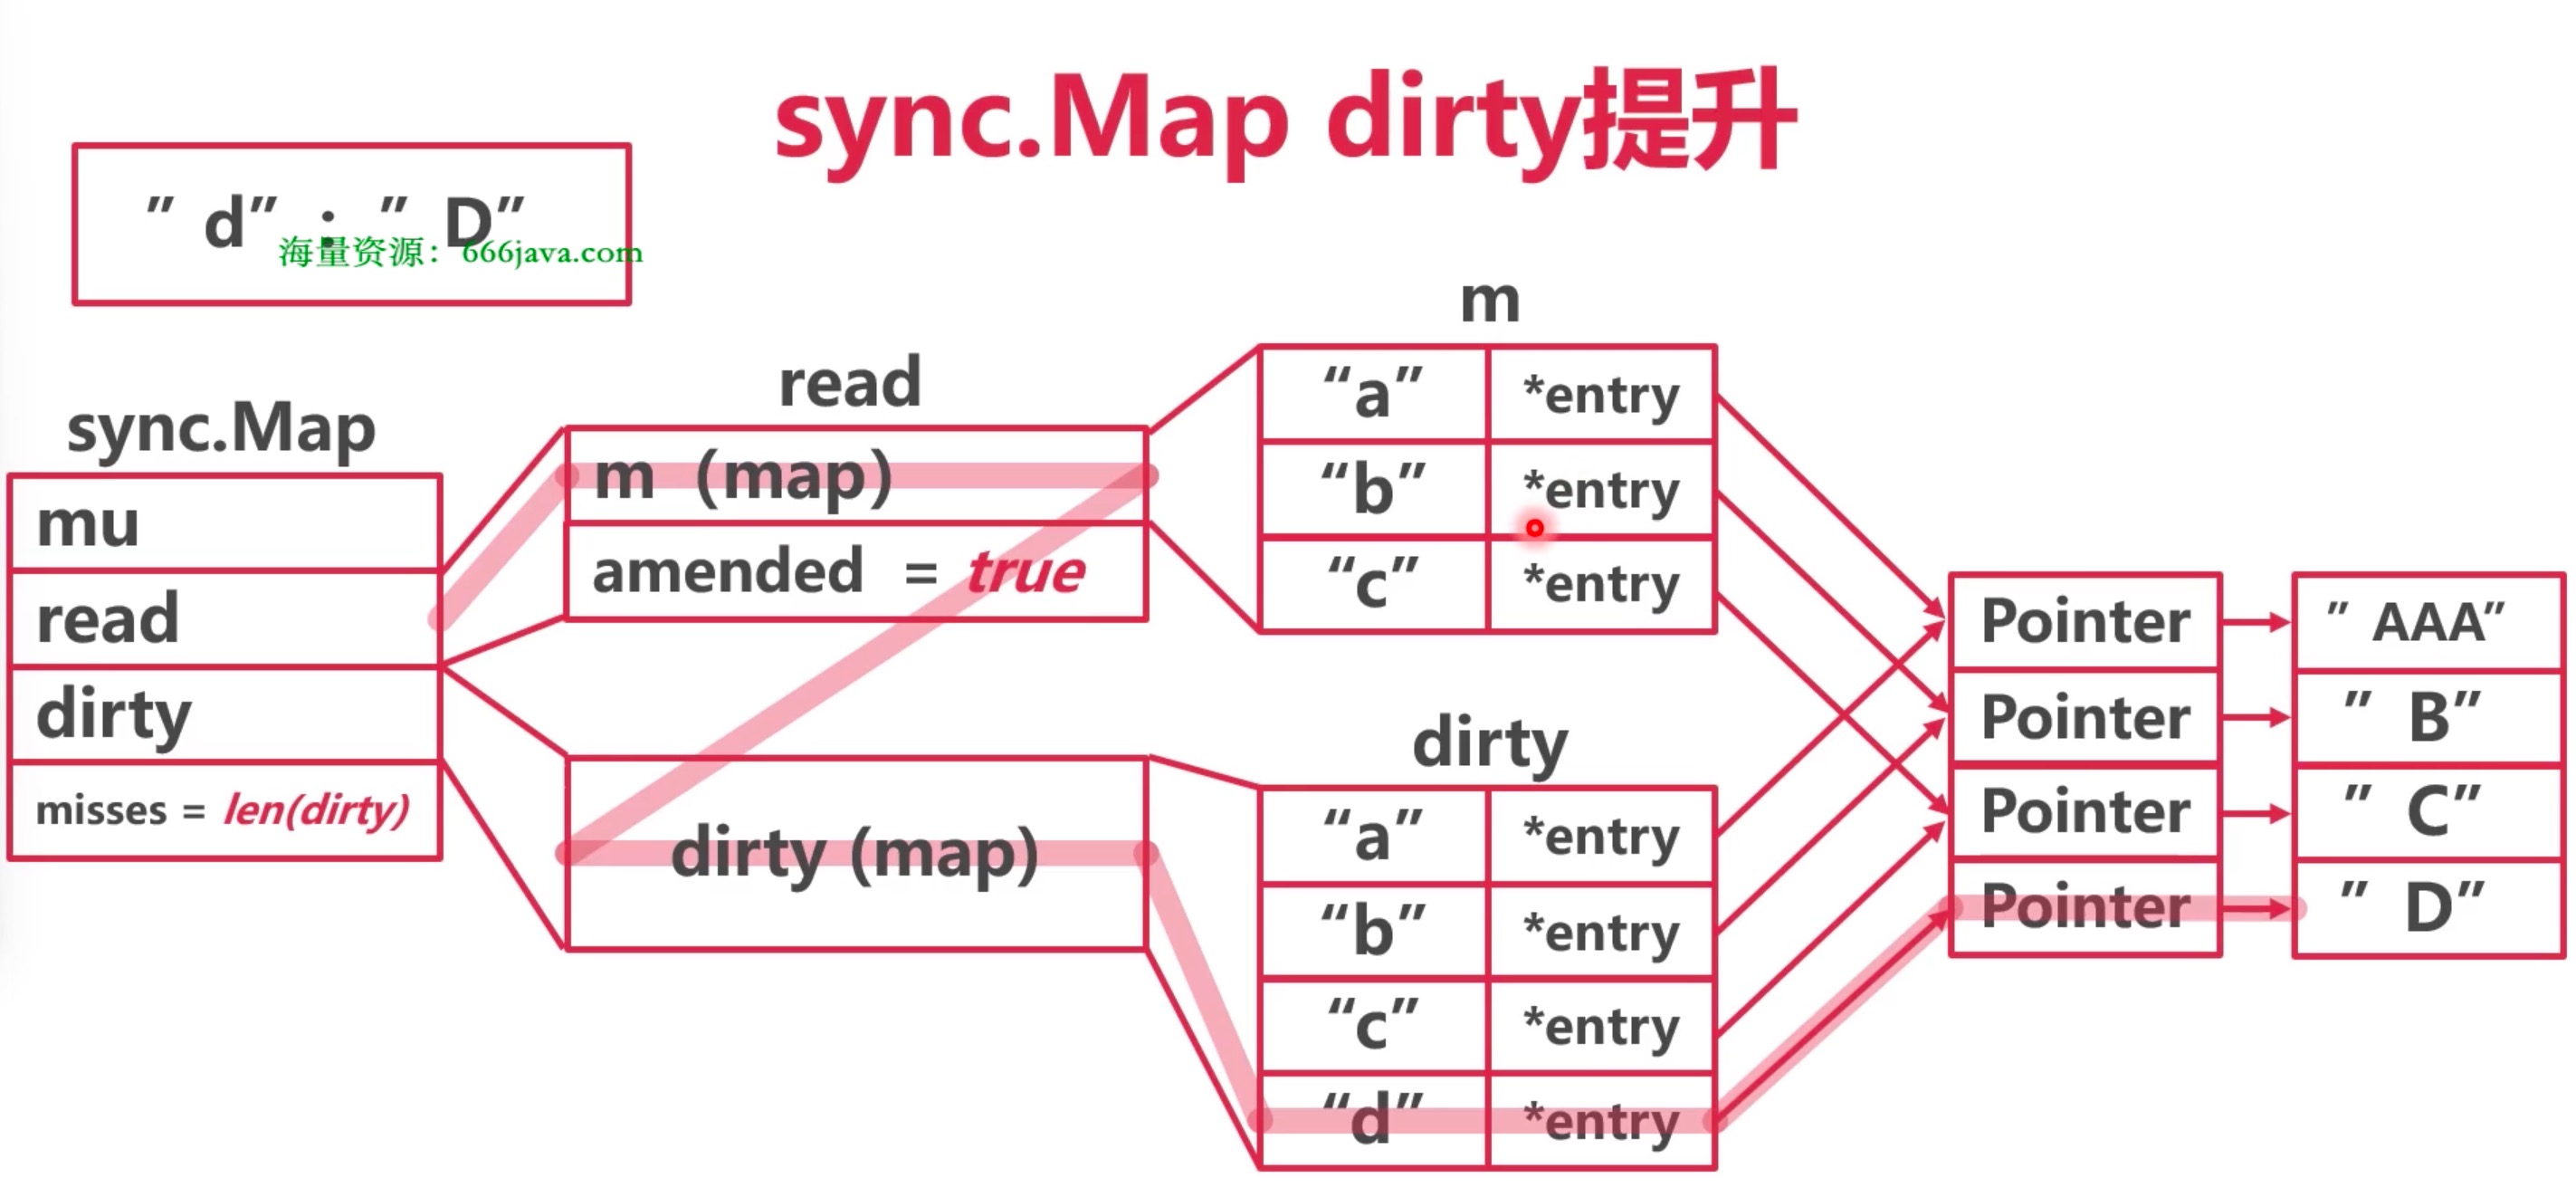 sync.Map dirty提升
” d” : ” D”
海量资源：666java.com
sync.Map
mu
read
dirty
misses = len(dirty)
read
m (map)
amended = true
dirty (map)
m
“a” *entry
“b” *entry
“c” *entry
dirty
“a” *entry
“b” *entry
“c” *entry
“d” *entry
Pointer ” AAA”
Pointer ” B”
Pointer ” C”
Pointer ” D”